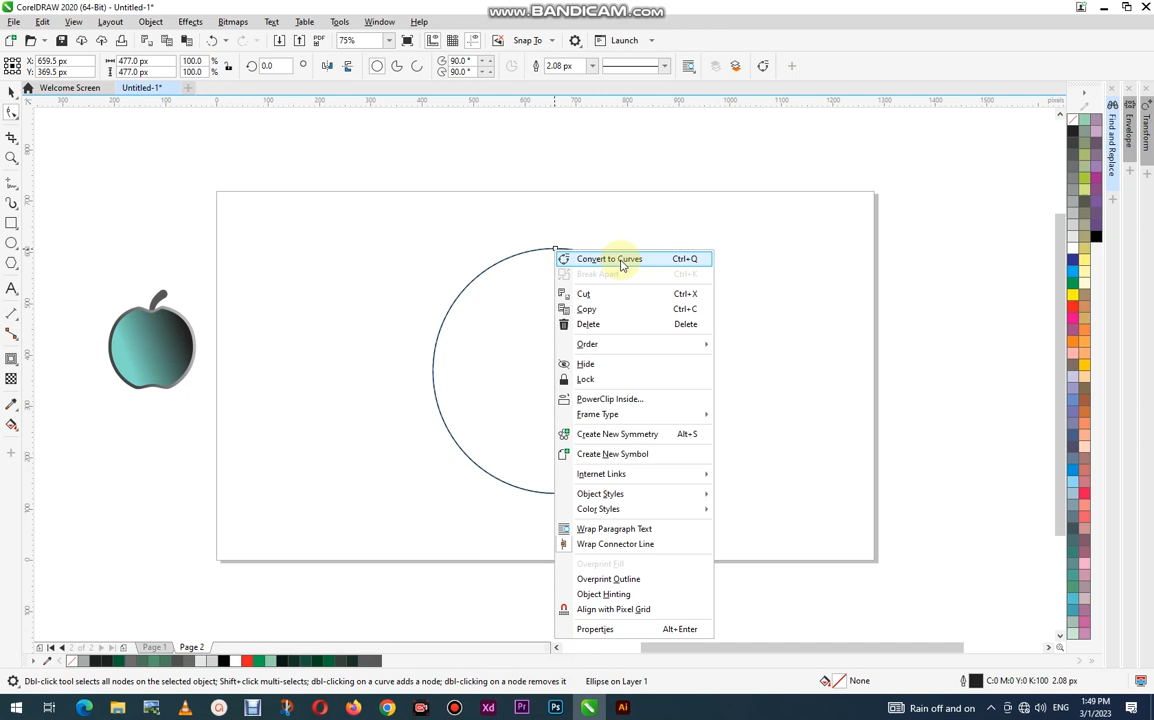 CorelDRAW 2020 (64-Bit) - Untitled-1*
www.BANDICAM.com
File Edit View Layout Object Effects Bitmaps Text Table Tools Window Help
75% Snap To Launch
X: 659.5 px 477.0 px 100.0 % 0.0 90.0 ° 2.08 px
Y: 369.5 px 477.0 px 100.0 % 90.0 °
Welcome Screen Untitled-1*
pixels
Find and Replace
Envelope
Transform
Convert to Curves Ctrl+Q
Break Apart Ctrl+K
Cut Ctrl+X
Copy Ctrl+C
Delete Delete
Order
Hide
Lock
PowerClip Inside...
Frame Type
Create New Symmetry Alt+S
Create New Symbol
Internet Links
Object Styles
Color Styles
Wrap Paragraph Text
Wrap Connector Line
Overprint Fill
Overprint Outline
Object Hinting
Align with Pixel Grid
Properties Alt+Enter
2 of 2 Page 1 Page 2
Dbl-click tool selects all nodes on the selected object; Shift+click multi-selects; dbl-clicking on a curve adds a node; dbl-clicking on a node removes it Ellipse on Layer 1 None C:0 M:0 Y:0 K:100 2.08 px
Rain off and on ENG 1:49 PM
3/1/2023